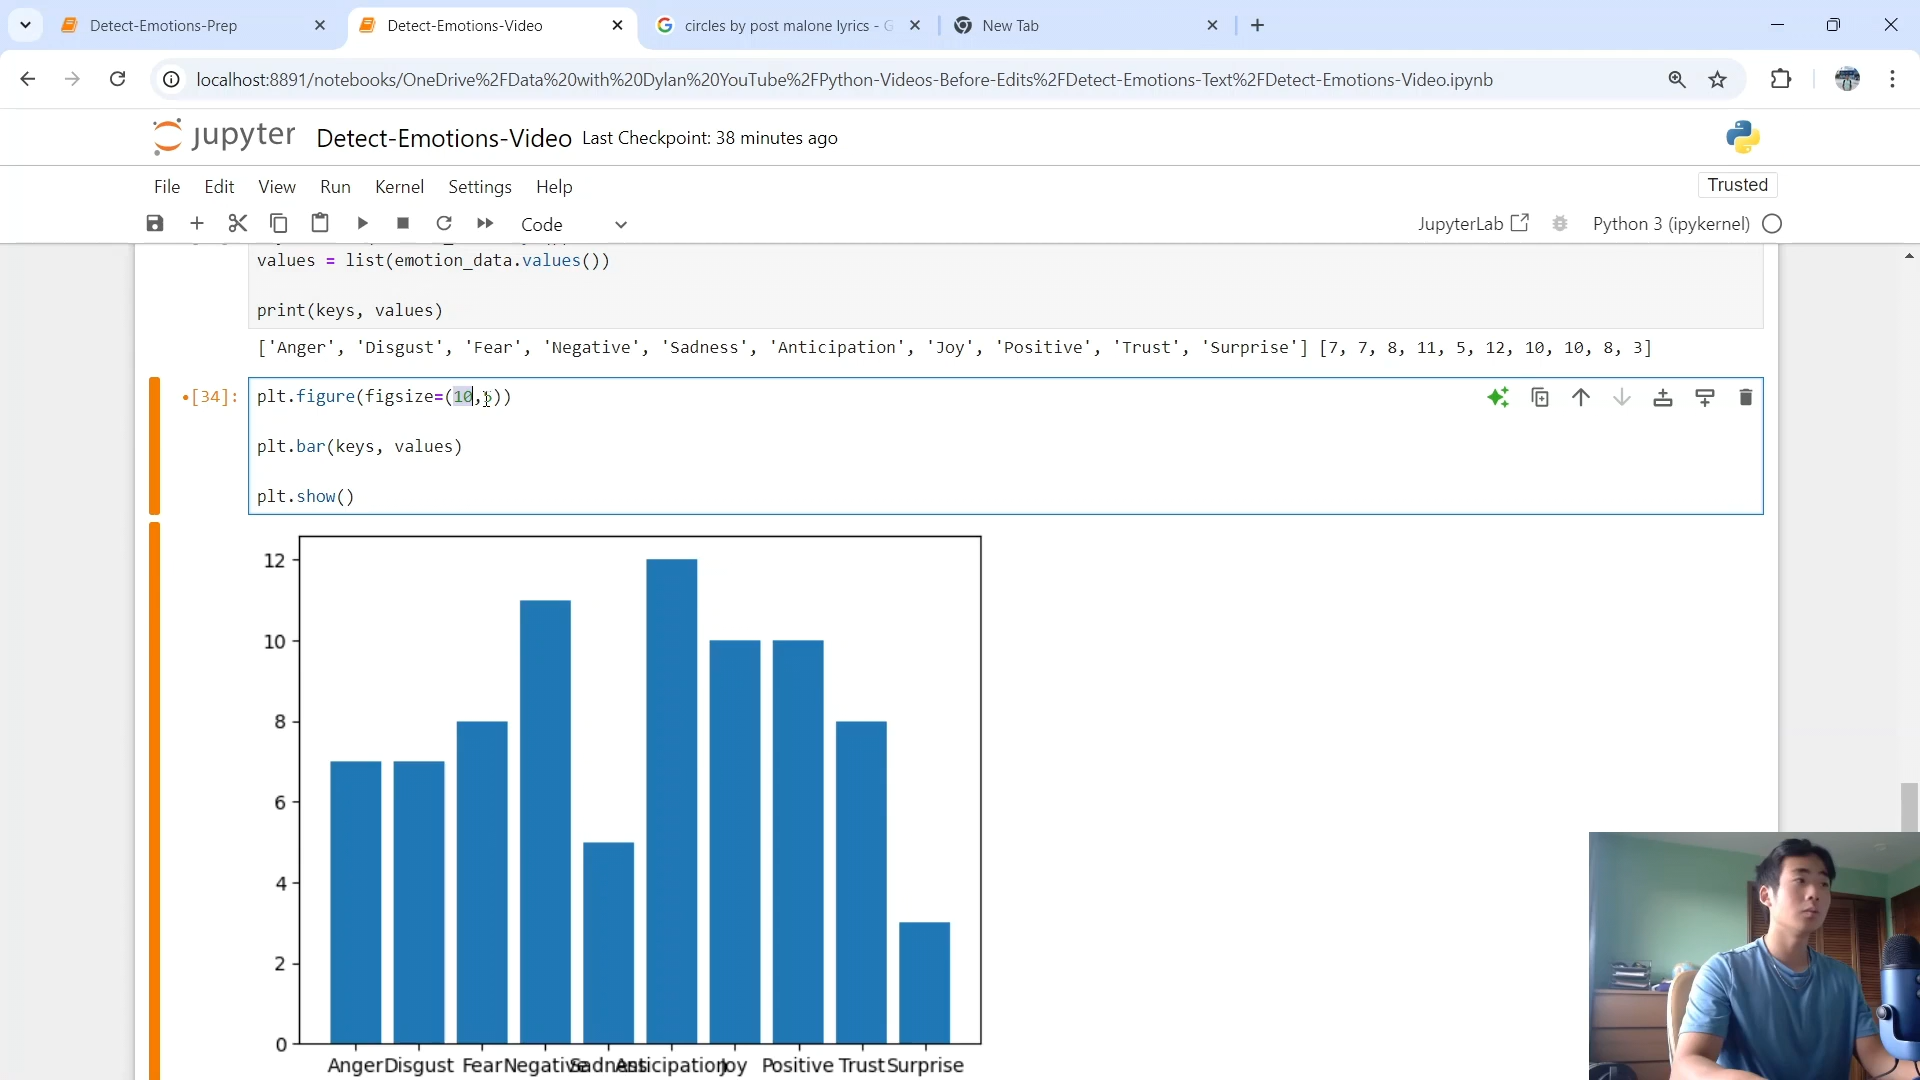 Detect-Emotions-Prep
Detect-Emotions-Video
circles by post malone lyrics - G
New Tab
localhost:8891/notebooks/OneDrive%2FData%20with%20Dylan%20YouTube%2FPython-Videos-Before-Edits%2FDetect-Emotions-Text%2FDetect-Emotions-Video.ipynb
jupyter Detect-Emotions-Video Last Checkpoint: 38 minutes ago
File Edit View Run Kernel Settings Help
Trusted
Code
JupyterLab
Python 3 (ipykernel)
values = list(emotion_data.values())
print(keys, values)
['Anger', 'Disgust', 'Fear', 'Negative', 'Sadness', 'Anticipation', 'Joy', 'Positive', 'Trust', 'Surprise'] [7, 7, 8, 11, 5, 12, 10, 10, 8, 3]
[34]:
plt.figure(figsize=(10,5))
plt.bar(keys, values)
plt.show()
12
10
8
6
4
2
0
Anger Disgust Fear Negative Sadness Anticipation Joy Positive Trust Surprise